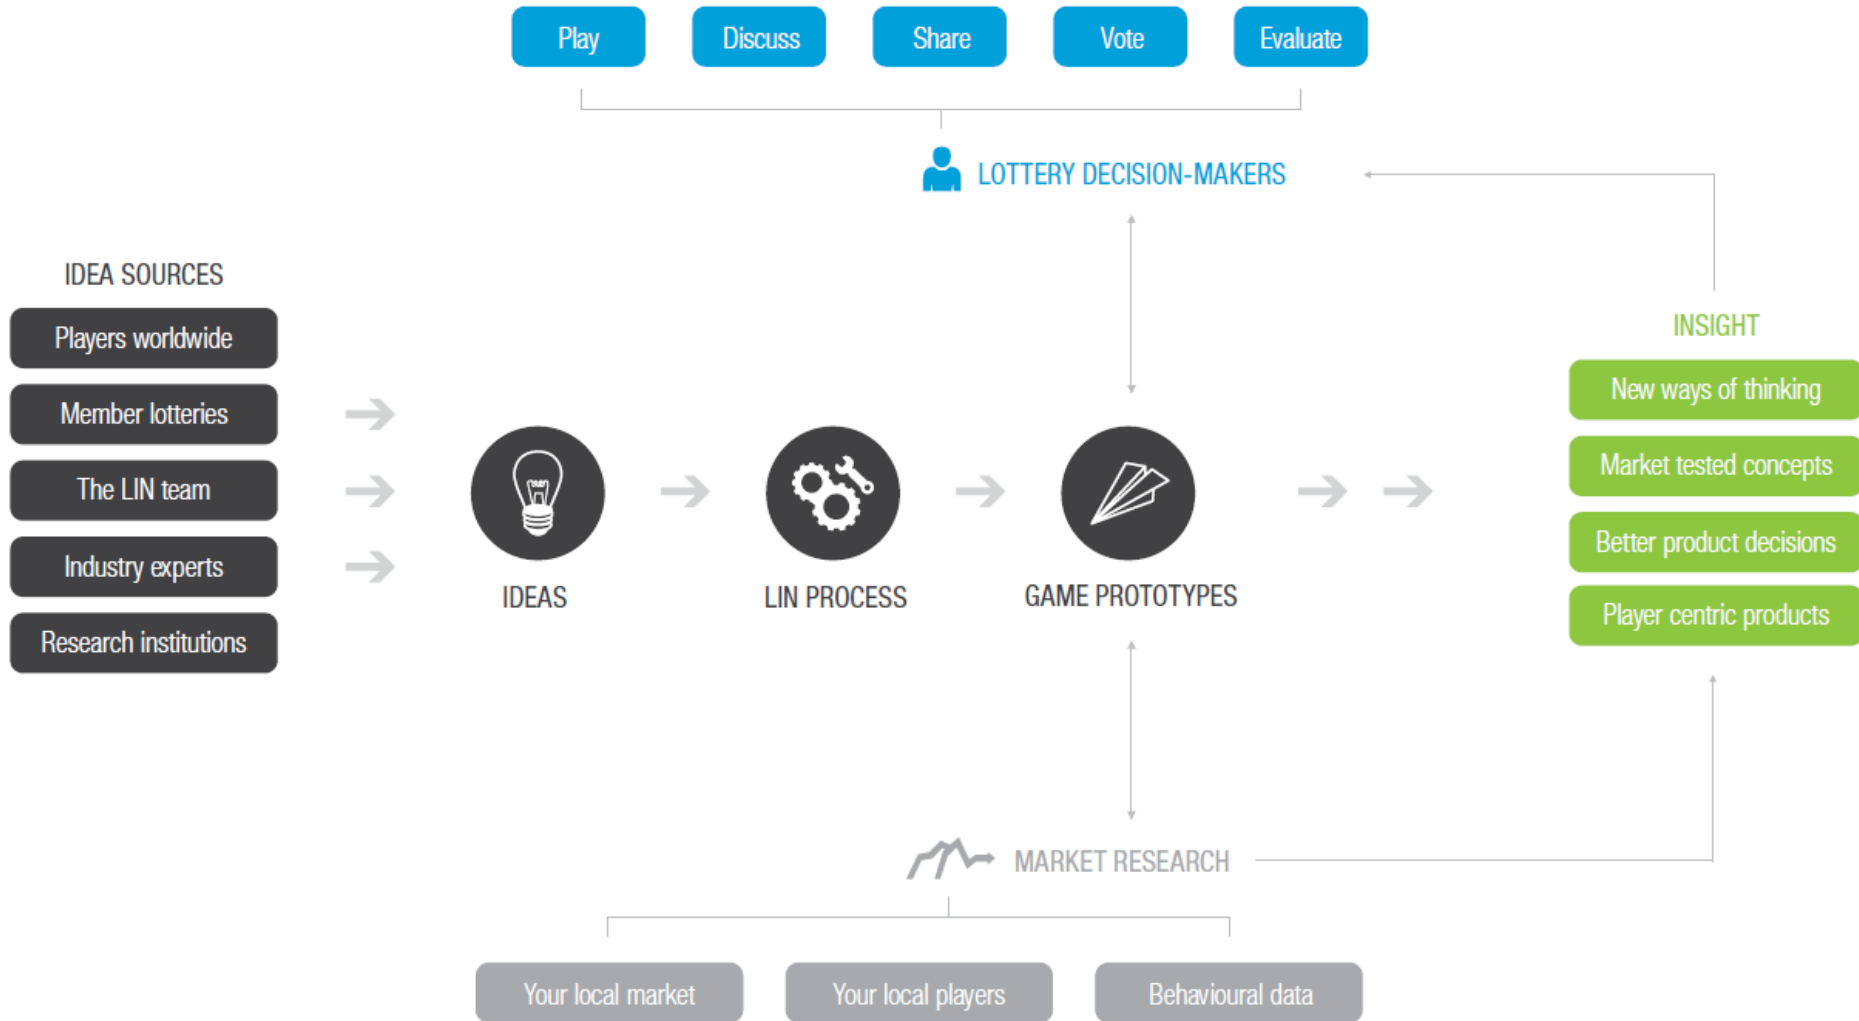 Play
Discuss
Share
Vote
Evaluate
LOTTERY DECISION-MAKERS
IDEA SOURCES
Players worldwide
Member lotteries
The LIN team
Industry experts
Research institutions
IDEAS
LIN PROCESS
GAME PROTOTYPES
INSIGHT
New ways of thinking
Market tested concepts
Better product decisions
Player centric products
MARKET RESEARCH
Your local market
Your local players
Behavioural data